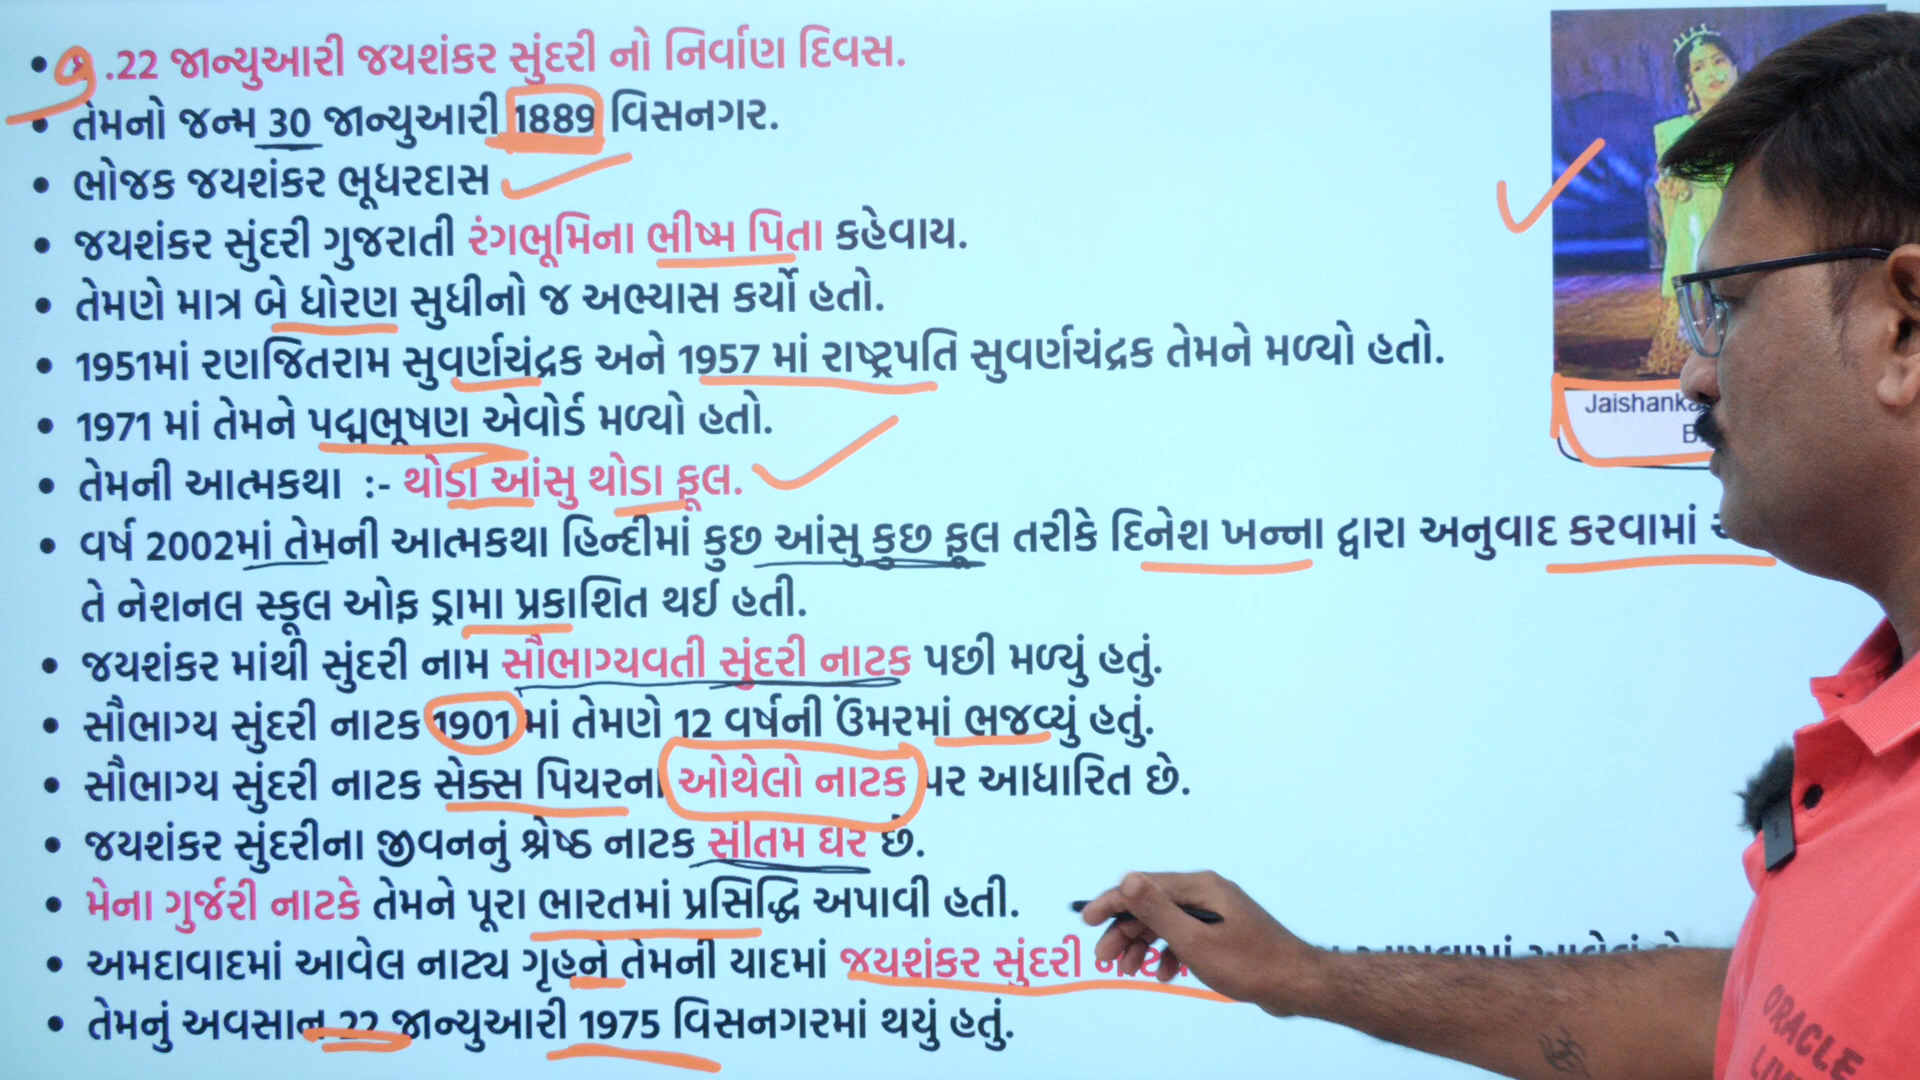 .22 જાન્યુઆરી જયશંકર સુંદરી નો નિર્વાણ દિવસ.
તેમનો જન્મ 30 જાન્યુઆરી 1889 વિસનગર.
ભોજક જયશંકર ભૂધરદાસ
જયશંકર સુંદરી ગુજરાતી રંગભૂમિના ભીષ્મ પિતા કહેવાય.
તેમણે માત્ર બે ધોરણ સુધીનો જ અભ્યાસ કર્યો હતો.
1951માં રણજિતરામ સુવર્ણચંદ્રક અને 1957 માં રાષ્ટ્રપતિ સુવર્ણચંદ્રક તેમને મળ્યો હતો.
1971 માં તેમને પદ્મભૂષણ એવોર્ડ મળ્યો હતો.
તેમની આત્મકથા :- થોડા આંસુ થોડા ફૂલ.
વર્ષ 2002માં તેમની આત્મકથા હિન્દીમાં કુછ આંસુ કુછ ફૂલ તરીકે દિનેશ ખન્ના દ્વારા અનુવાદ કરવામાં
તે નેશનલ સ્કૂલ ઓફ ડ્રામા પ્રકાશિત થઈ હતી.
જયશંકર માંથી સુંદરી નામ સૌભાગ્યવતી સુંદરી નાટક પછી મળ્યું હતું.
સૌભાગ્ય સુંદરી નાટક 1901 માં તેમણે 12 વર્ષની ઉંમરમાં ભજવ્યું હતું.
સૌભાગ્ય સુંદરી નાટક સેક્સ પિયરના ઓથેલો નાટક પર આધારિત છે.
જયશંકર સુંદરીના જીવનનું શ્રેષ્ઠ નાટક સીતમ ઘર છે.
મેના ગુર્જરી નાટકે તેમને પૂરા ભારતમાં પ્રસિદ્ધિ અપાવી હતી.
અમદાવાદમાં આવેલ નાટ્ય ગૃહને તેમની યાદમાં જયશંકર સુંદરી
તેમનું અવસાન 22 જાન્યુઆરી 1975 વિસનગરમાં થયું હતું.
ORACLE